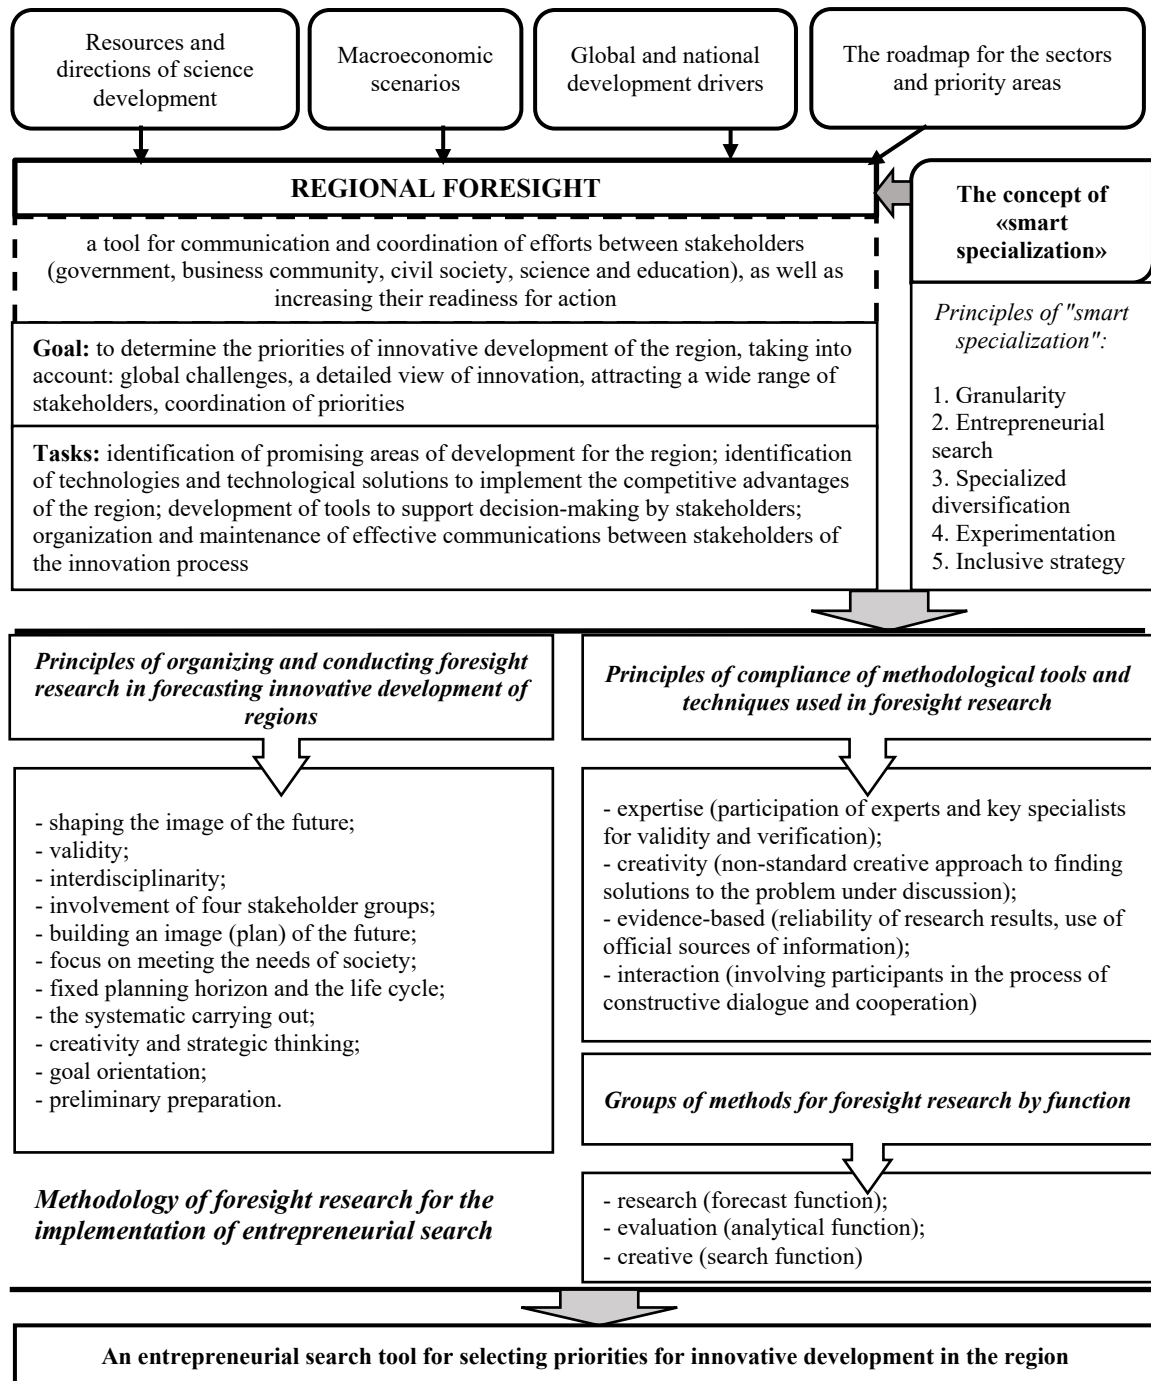 Resources and
directions of science
development
Macroeconomic
scenarios
Global and national
development drivers
The roadmap for the sectors
and priority areas
REGIONAL FORESIGHT
a tool for communication and coordination of efforts between stakeholders
(government, business community, civil society, science and education), as well as
increasing their readiness for action
Goal: to determine the priorities of innovative development of the region, taking into
account: global challenges, a detailed view of innovation, attracting a wide range of
stakeholders, coordination of priorities
Tasks: identification of promising areas of development for the region; identification
of technologies and technological solutions to implement the competitive advantages
of the region; development of tools to support decision-making by stakeholders;
organization and maintenance of effective communications between stakeholders of
the innovation process
The concept of
«smart
specialization»
Principles of "smart
specialization":
1. Granularity
2. Entrepreneurial
search
3. Specialized
diversification
4. Experimentation
5. Inclusive strategy
Principles of organizing and conducting foresight
research in forecasting innovative development of
regions
- shaping the image of the future;
- validity;
- interdisciplinarity;
- involvement of four stakeholder groups;
- building an image (plan) of the future;
- focus on meeting the needs of society;
- fixed planning horizon and the life cycle;
- the systematic carrying out;
- creativity and strategic thinking;
- goal orientation;
- preliminary preparation.
Principles of compliance of methodological tools and
techniques used in foresight research
- expertise (participation of experts and key specialists
for validity and verification);
- creativity (non-standard creative approach to finding
solutions to the problem under discussion);
- evidence-based (reliability of research results, use of
official sources of information);
- interaction (involving participants in the process of
constructive dialogue and cooperation)
Groups of methods for foresight research by function
- research (forecast function);
- evaluation (analytical function);
- creative (search function)
Methodology of foresight research for the
implementation of entrepreneurial search
An entrepreneurial search tool for selecting priorities for innovative development in the region